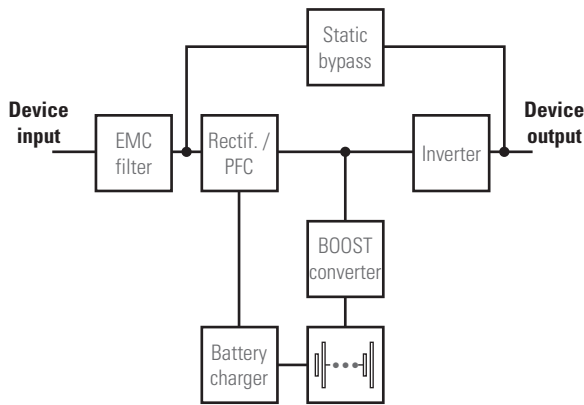 Static
bypass
Device
input
EMC
filter
Rectif. /
PFC
Inverter
Device
output
BOOST
converter
Battery
charger